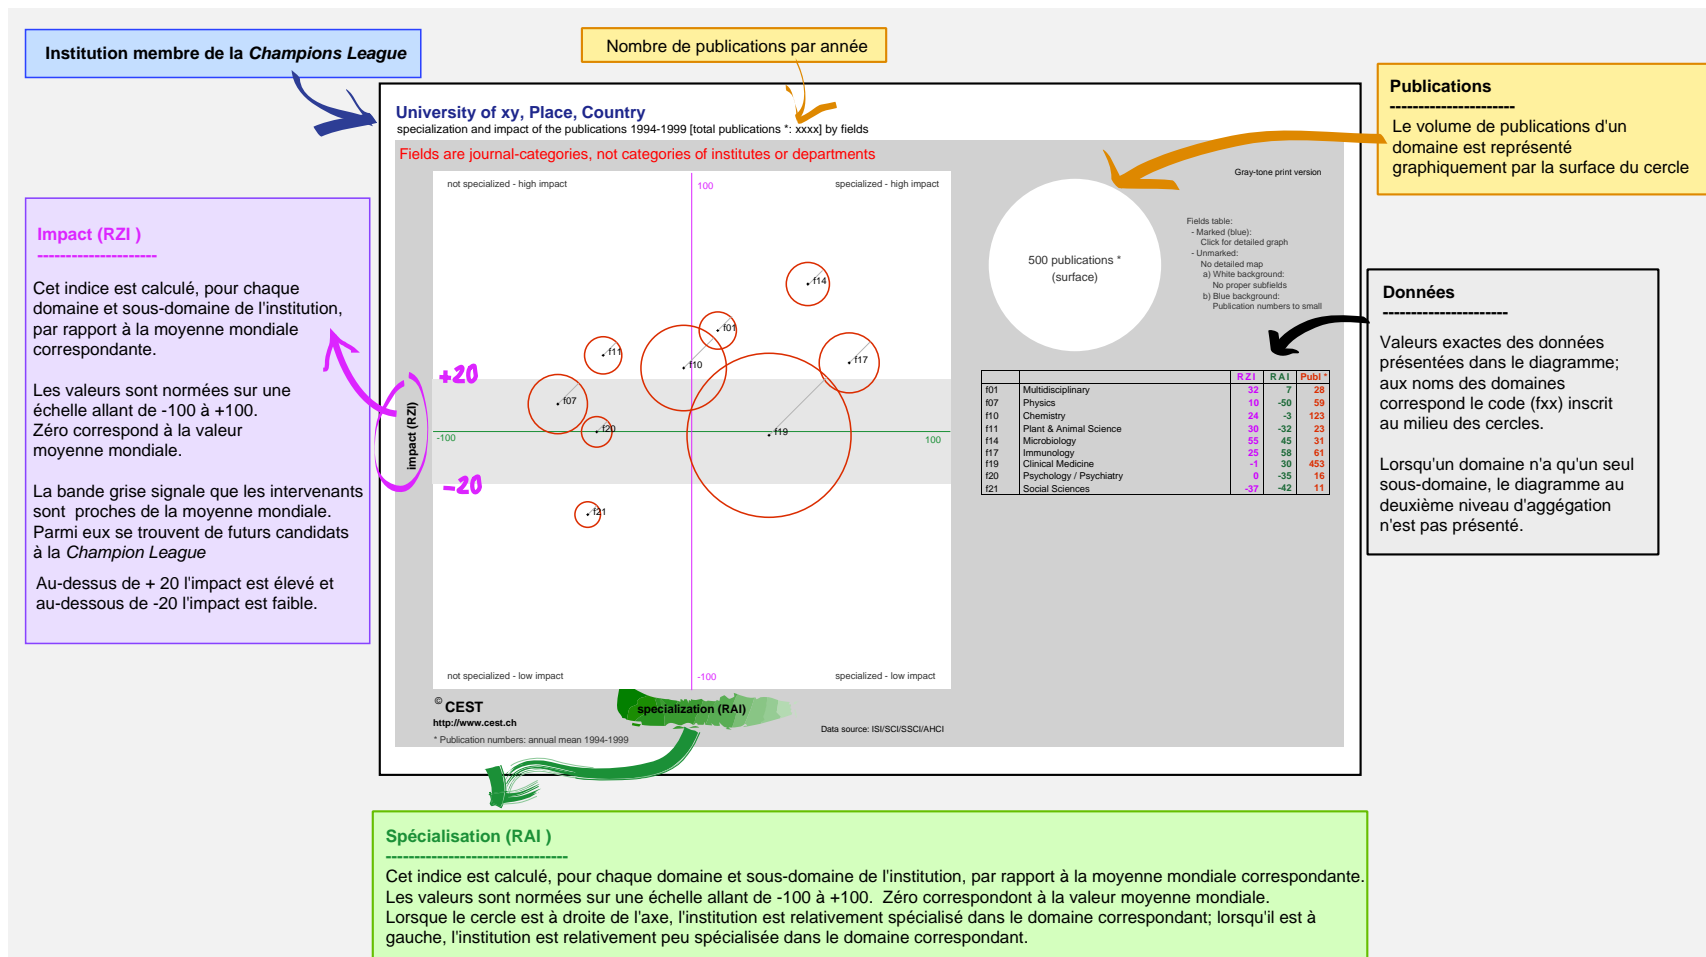 Institution membre de la Champions League
Nombre de publications par année
Publications
----------------------
Le volume de publications d'un
domaine est représenté
graphiquement par la surface du cercle
University of xy, Place, Country
specialization and impact of the publications 1994-1999 [total publications *: xxxx] by fields
Fields are journal-categories, not categories of institutes or departments
Gray-tone print version
not specialized - high impact
100
specialized - high impact
500 publications *
(surface)
Fields table:
- Marked (blue):
Click for detailed graph
- Unmarked:
No detailed map
a) White background:
No proper subfields
b) Blue background:
Publication numbers to small
f14
f01
f11
f10
f17
f07
f20
f19
f21
+20
-20
impact (RZI)
-100
100
RZI RAI Publ *
f01 Multidisciplinary 32 7 28
f07 Physics 10 -50 59
f10 Chemistry 24 -3 123
f11 Plant & Animal Science 30 -32 23
f14 Microbiology 55 45 31
f17 Immunology 25 58 61
f19 Clinical Medicine -1 30 453
f20 Psychology / Psychiatry 0 -35 16
f21 Social Sciences -37 -42 11
not specialized - low impact
-100
specialized - low impact
© CEST
http://www.cest.ch
specialization (RAI)
Data source: ISI/SCI/SSCI/AHCI
* Publication numbers: annual mean 1994-1999
Impact (RZI )
---------------------
Cet indice est calculé, pour chaque
domaine et sous-domaine de l'institution,
par rapport à la moyenne mondiale
correspondante.
Les valeurs sont normées sur une
échelle allant de -100 à +100.
Zéro correspond à la valeur
moyenne mondiale.
La bande grise signale que les intervenants
sont proches de la moyenne mondiale.
Parmi eux se trouvent de futurs candidats
à la Champion League
Au-dessus de + 20 l'impact est élevé et
au-dessous de -20 l'impact est faible.
Données
----------------------
Valeurs exactes des données
présentées dans le diagramme;
aux noms des domaines
correspond le code (fxx) inscrit
au milieu des cercles.
Lorsqu'un domaine n'a qu'un seul
sous-domaine, le diagramme au
deuxième niveau d'aggégation
n'est pas présenté.
Spécialisation (RAI )
--------------------------------
Cet indice est calculé, pour chaque domaine et sous-domaine de l'institution, par rapport à la moyenne mondiale correspondante.
Les valeurs sont normées sur une échelle allant de -100 à +100. Zéro correspondont à la valeur moyenne mondiale.
Lorsque le cercle est à droite de l'axe, l'institution est relativement spécialisé dans le domaine correspondant; lorsqu'il est à
gauche, l'institution est relativement peu spécialisée dans le domaine correspondant.